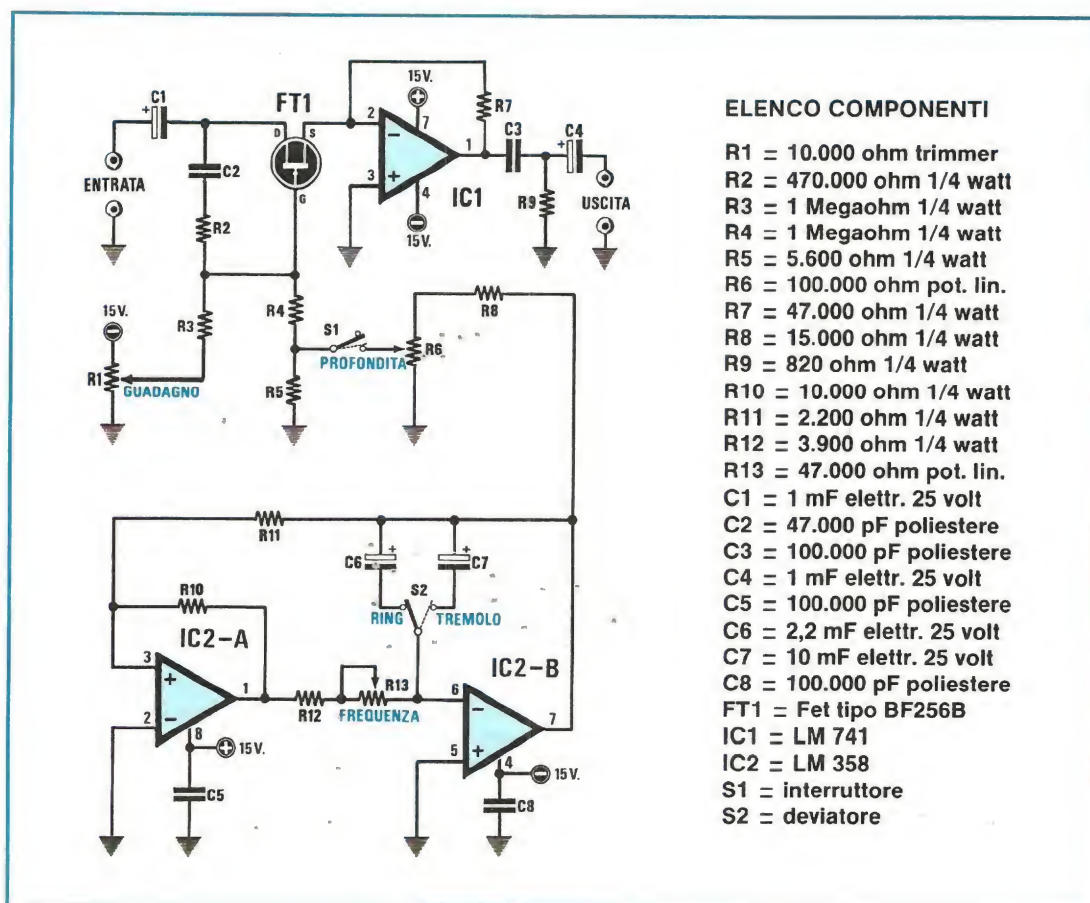 C1
FT1
15V.
R7
C3
C4
D
S
2
7
1
3
4
G
ENTRATA
C2
IC1
R9
USCITA
15V.
R2
R8
R4
15V.
R3
S1
R6
R1
GUADAGNO
PROFONDITA
R5
R11
C6
C7
S2
R10
RING
TREMOLO
IC2-A
IC2-B
3
1
R13
6
7
2
R12
FREQUENZA
8
15V.
5
4
15V.
C5
C8
ELENCO COMPONENTI
R1 = 10.000 ohm trimmer
R2 = 470.000 ohm 1/4 watt
R3 = 1 Megaohm 1/4 watt
R4 = 1 Megaohm 1/4 watt
R5 = 5.600 ohm 1/4 watt
R6 = 100.000 ohm pot. lin.
R7 = 47.000 ohm 1/4 watt
R8 = 15.000 ohm 1/4 watt
R9 = 820 ohm 1/4 watt
R10 = 10.000 ohm 1/4 watt
R11 = 2.200 ohm 1/4 watt
R12 = 3.900 ohm 1/4 watt
R13 = 47.000 ohm pot. lin.
C1 = 1 mF elettr. 25 volt
C2 = 47.000 pF poliestere
C3 = 100.000 pF poliestere
C4 = 1 mF elettr. 25 volt
C5 = 100.000 pF poliestere
C6 = 2,2 mF elettr. 25 volt
C7 = 10 mF elettr. 25 volt
C8 = 100.000 pF poliestere
FT1 = Fet tipo BF256B
IC1 = LM 741
IC2 = LM 358
S1 = interruttore
S2 = deviatore